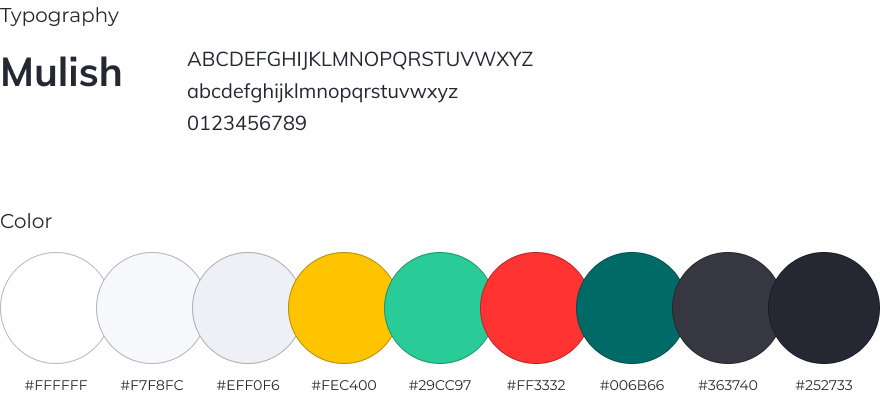 Typography
Mulish
ABCDEFGHIJKLMNOPQRSTUVWXYZ
abcdefghijklmnopqrstuvwxyz
0123456789
Color
#FFFFFF #F7F8FC #EFF0F6 #FEC400 #29CC97 #FF3332 #006B66 #363740 #252733